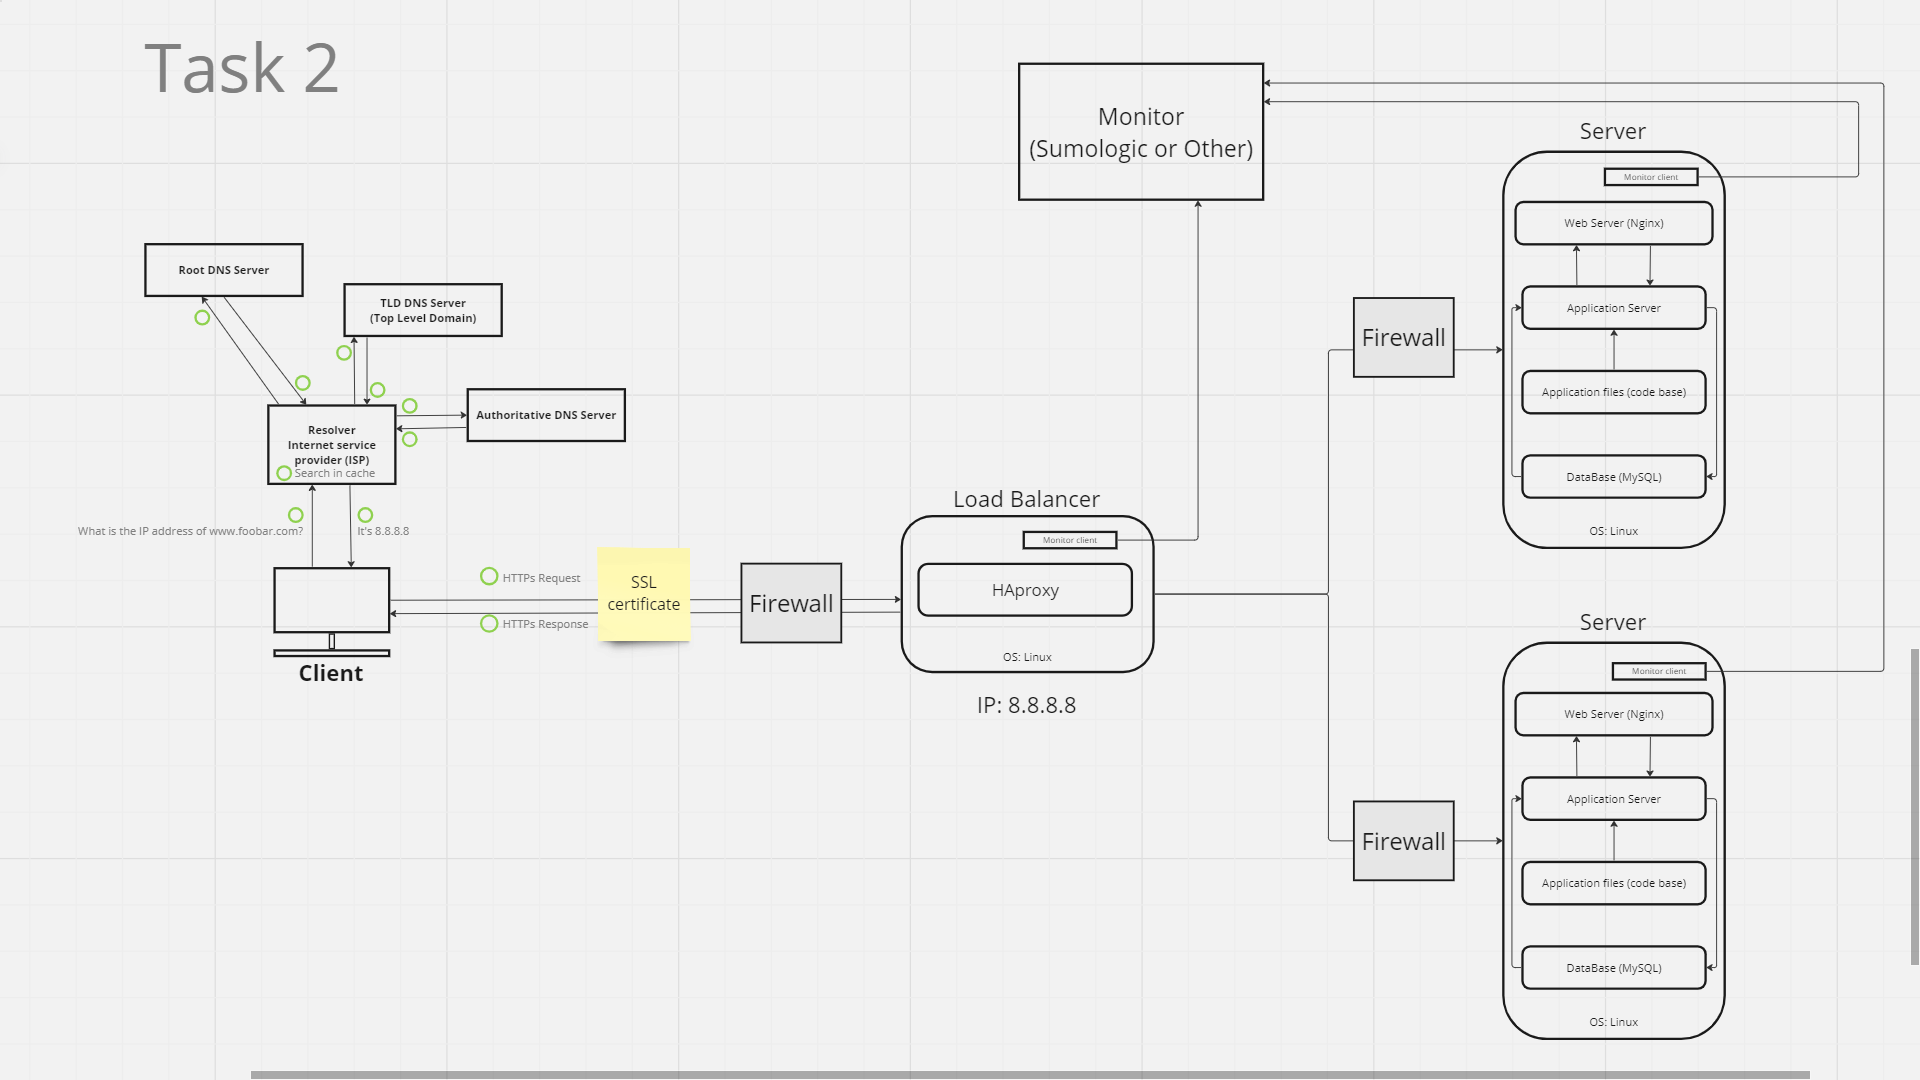 Task 2
Monitor
(Sumologic or Other)
Server
Monitor client
Web Server (Nginx)
Application Server
Application files (code base)
DataBase (MySQL)
OS: Linux
Root DNS Server
TLD DNS Server
(Top Level Domain)
Authoritative DNS Server
Resolver
Internet service
provider (ISP)
Search in cache
What is the IP address of www.foobar.com?
It's 8.8.8.8
Client
HTTPs Request
HTTPs Response
SSL
certificate
Firewall
Load Balancer
Monitor client
HAproxy
OS: Linux
IP: 8.8.8.8
Firewall
Firewall
Server
Monitor client
Web Server (Nginx)
Application Server
Application files (code base)
DataBase (MySQL)
OS: Linux